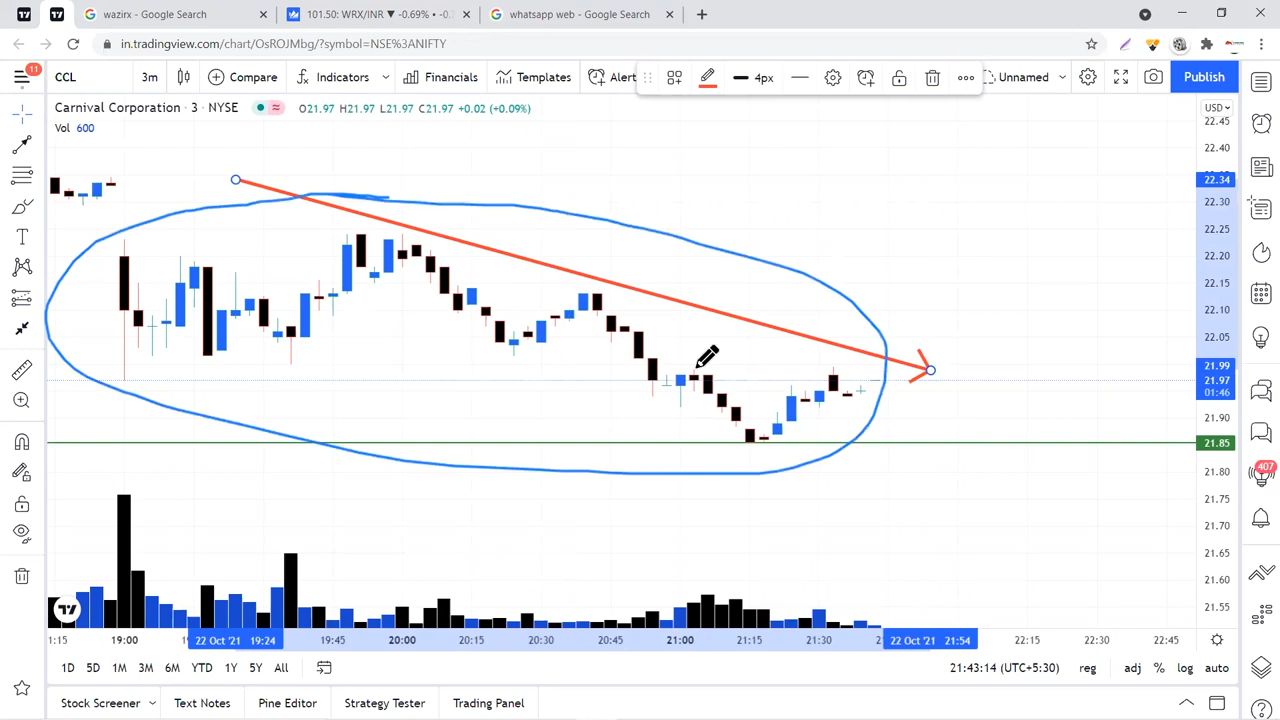 wazirx - Google Search
101.50: WRX/INR ▼ -0.69% ▪ -0.7
whatsapp web - Google Search
in.tradingview.com/chart/OsROJMbg/?symbol=NSE%3ANIFTY
11
CCL
3m
Compare
Indicators
Financials
Templates
Alert
4px
Unnamed
Publish
Carnival Corporation · 3 · NYSE
O21.97 H21.97 L21.97 C21.97 +0.02 (+0.09%)
USD
Vol 600
22.45
22.40
22.34
22.30
22.25
22.20
22.15
22.10
22.05
21.99
21.97
01:46
21.90
21.85
21.80
21.75
21.70
21.65
21.60
21.55
407
1:15
19:00
22 Oct '21 19:24
19:45
20:00
20:15
20:30
20:45
21:00
21:15
21:30
22 Oct '21 21:54
22:15
22:30
22:45
1D 5D 1M 3M 6M YTD 1Y 5Y All
21:43:14 (UTC+5:30)
reg
adj % log auto
Stock Screener
Text Notes
Pine Editor
Strategy Tester
Trading Panel